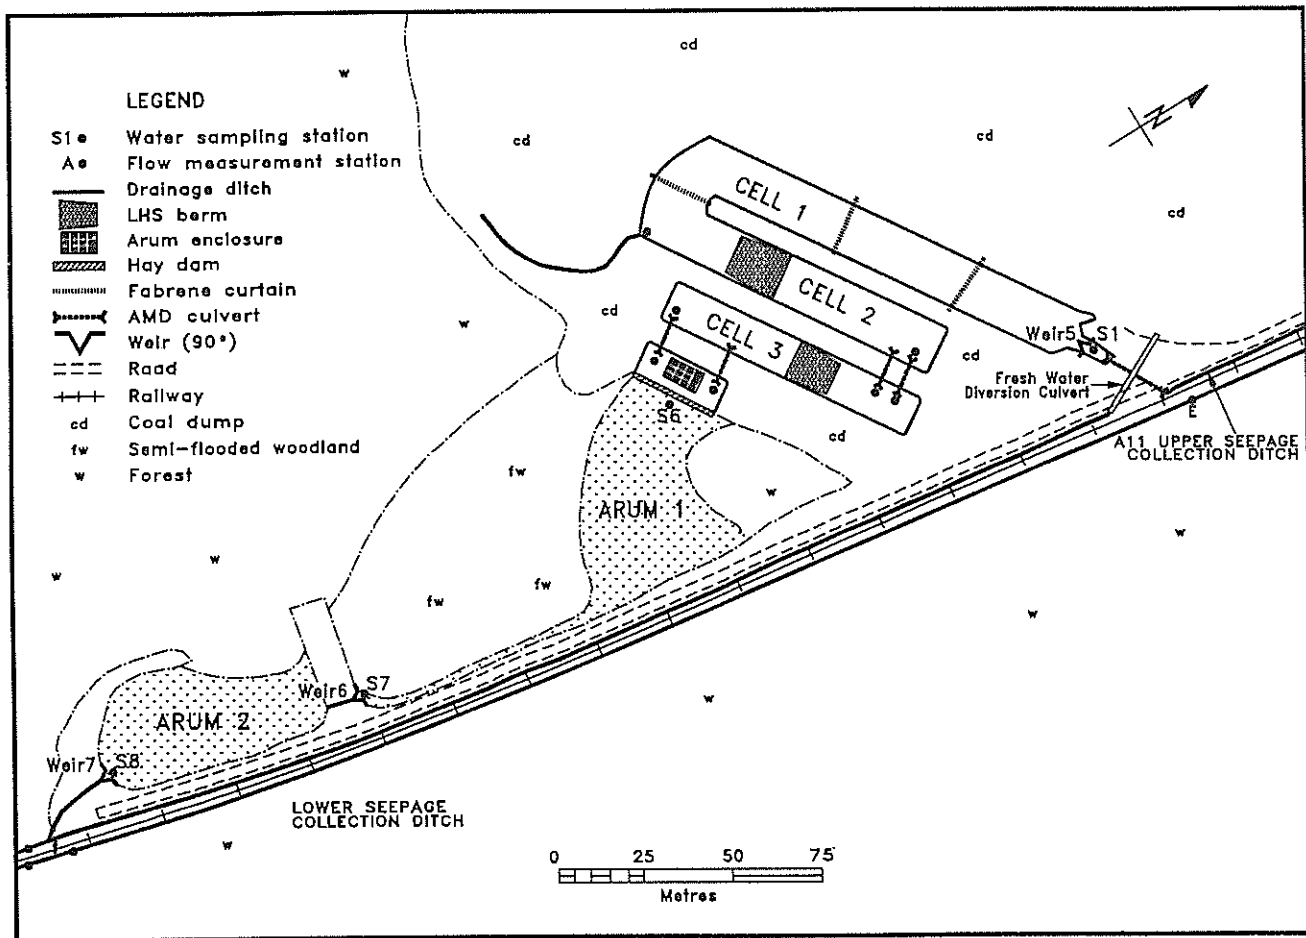 LEGEND
S1 Water sampling station
A Flow measurement station
Drainage ditch
LHS berm
Arum enclosure
Hay dam
Fabrene curtain
AMD culvert
Weir (90°)
Road
Railway
cd Coal dump
fw Semi-flooded woodland
w Forest
w
cd
cd
cd
cd
N
CELL 1
CELL 2
CELL 3
cd
cd
cd
w
Weir5 S1
Fresh Water
Diversion Culvert
E
A11 UPPER SEEPAGE
COLLECTION DITCH
S6
fw
w
ARUM 1
w
w
w
fw
fw
w
w
Weir6 S7
ARUM 2
Weir7 S8
LOWER SEEPAGE
COLLECTION DITCH
w
0 25 50 75
Metres